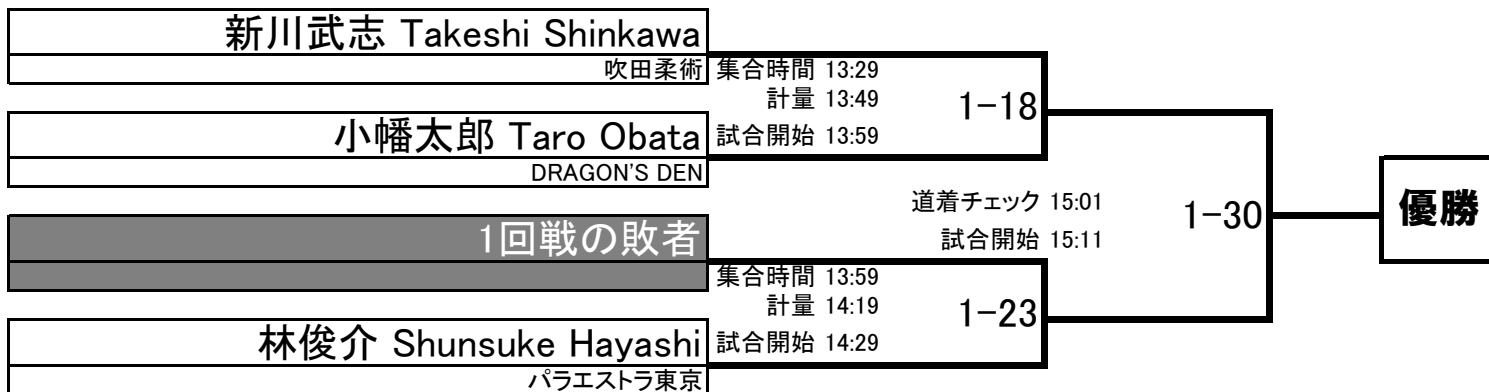 新川武志 Takeshi Shinkawa
吹田柔術
集合時間 13:29
計量 13:49
1-18
小幡太郎 Taro Obata
試合開始 13:59
DRAGON'S DEN
道着チェック 15:01
1-30
優勝
1回戦の敗者
試合開始 15:11
集合時間 13:59
計量 14:19
1-23
林俊介 Shunsuke Hayashi
試合開始 14:29
パラエストラ東京